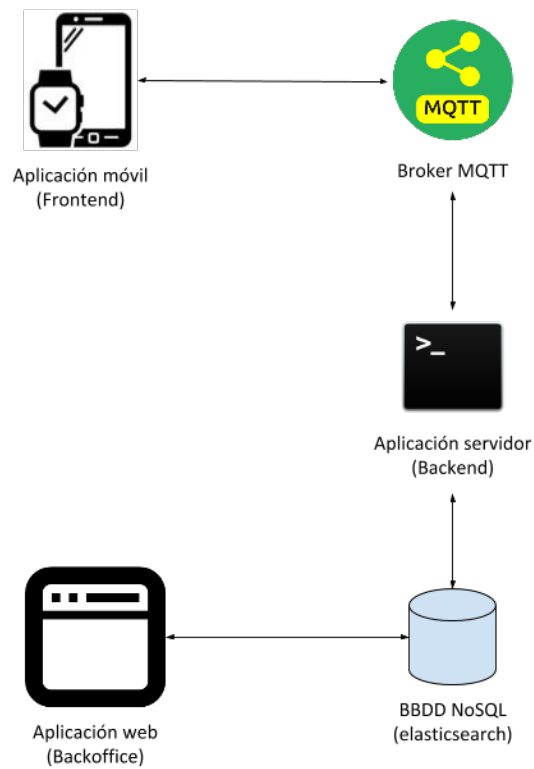 MQTT
Aplicación móvil
(Frontend)
Broker MQTT
>_
Aplicación servidor
(Backend)
Aplicación web
(Backoffice)
BBDD NoSQL
(elasticsearch)